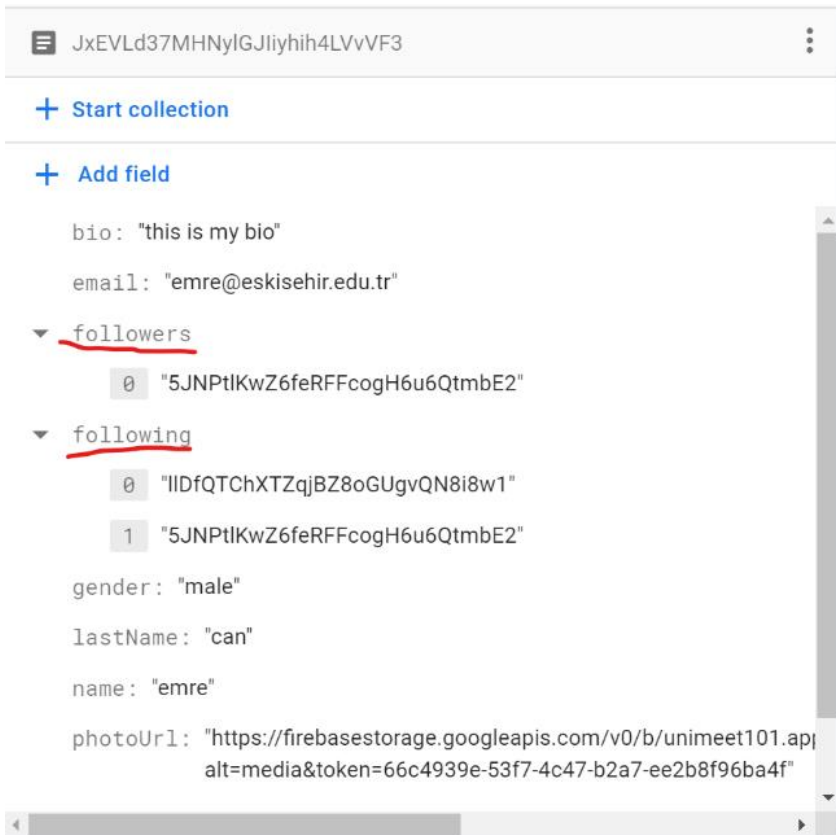 JxEVLd37MHNylGJIiyhih4LVvVF3
+ Start collection
+ Add field
bio: "this is my bio"
email: "emre@eskisehir.edu.tr"
followers
0 "5JNPtlKwZ6feRFFcogH6u6QtmbE2"
following
0 "llDfQTChXTZqjBZ8oGUgvQN8i8w1"
1 "5JNPtlKwZ6feRFFcogH6u6QtmbE2"
gender: "male"
lastName: "can"
name: "emre"
photoUrl: "https://firebasestorage.googleapis.com/v0/b/unimeet101.app
alt=media&token=66c4939e-53f7-4c47-b2a7-ee2b8f96ba4f"